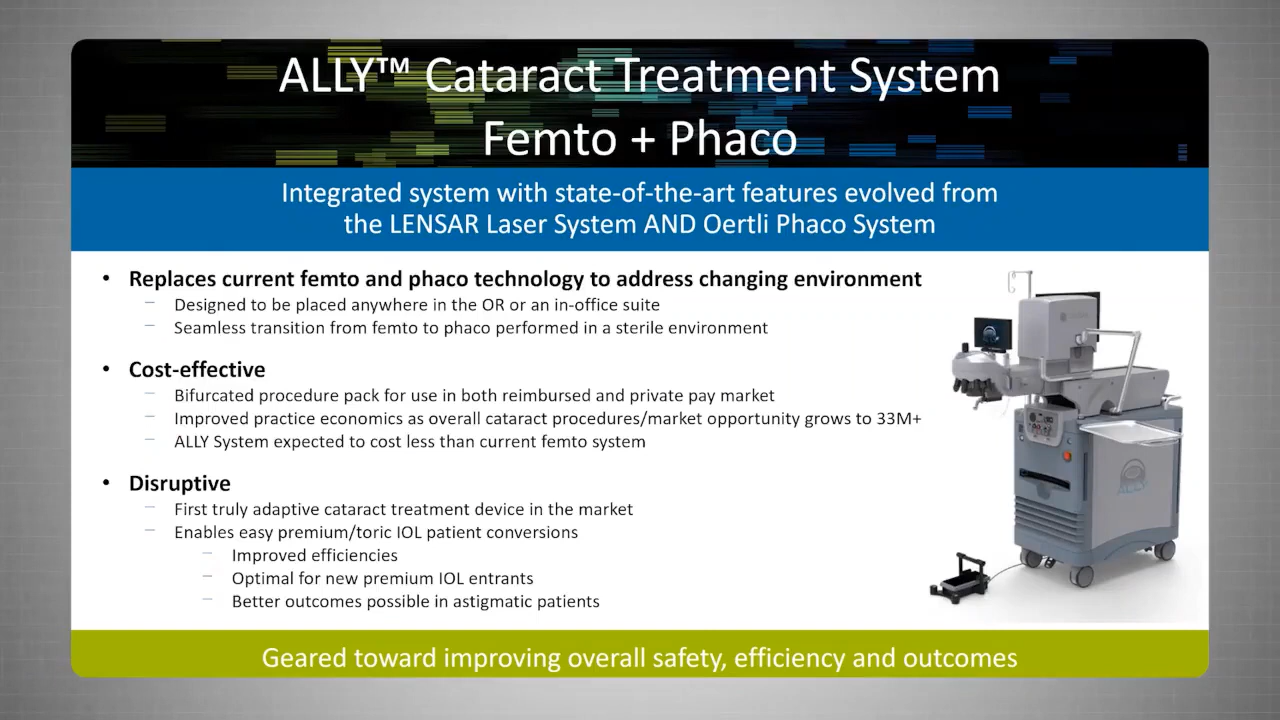 ALLY™ Cataract Treatment System
Femto + Phaco
Integrated system with state-of-the-art features evolved from
the LENSAR Laser System AND Oertli Phaco System
• Replaces current femto and phaco technology to address changing environment
– Designed to be placed anywhere in the OR or an in-office suite
– Seamless transition from femto to phaco performed in a sterile environment
• Cost-effective
– Bifurcated procedure pack for use in both reimbursed and private pay market
– Improved practice economics as overall cataract procedures/market opportunity grows to 33M+
– ALLY System expected to cost less than current femto system
• Disruptive
– First truly adaptive cataract treatment device in the market
– Enables easy premium/toric IOL patient conversions
– Improved efficiencies
– Optimal for new premium IOL entrants
– Better outcomes possible in astigmatic patients
ALLY
Geared toward improving overall safety, efficiency and outcomes